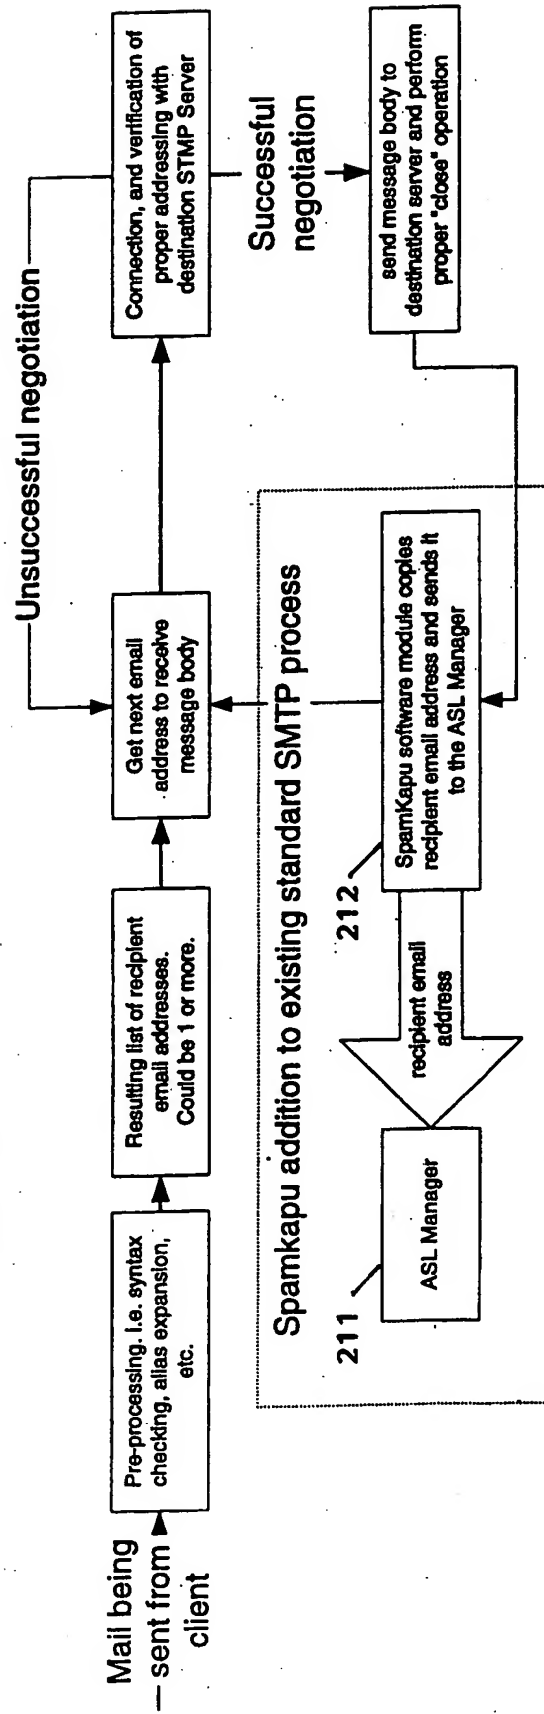 Mail being
sent from
client
Pre-processing. i.e. syntax
checking, alias expansion,
etc.
Resulting list of recipient
email addresses.
Could be 1 or more.
Get next email
address to receive
message body
Unsuccessful negotiation
Connection, and verification of
proper addressing with
destination STMP Server
Successful
negotiation
send message body to
destination server and perform
proper "close" operation
Spamkapu addition to existing standard SMTP process
212
SpamKapu software module copies
recipient email address and sends it
to the ASL Manager
recipient email
address
211
ASL Manager